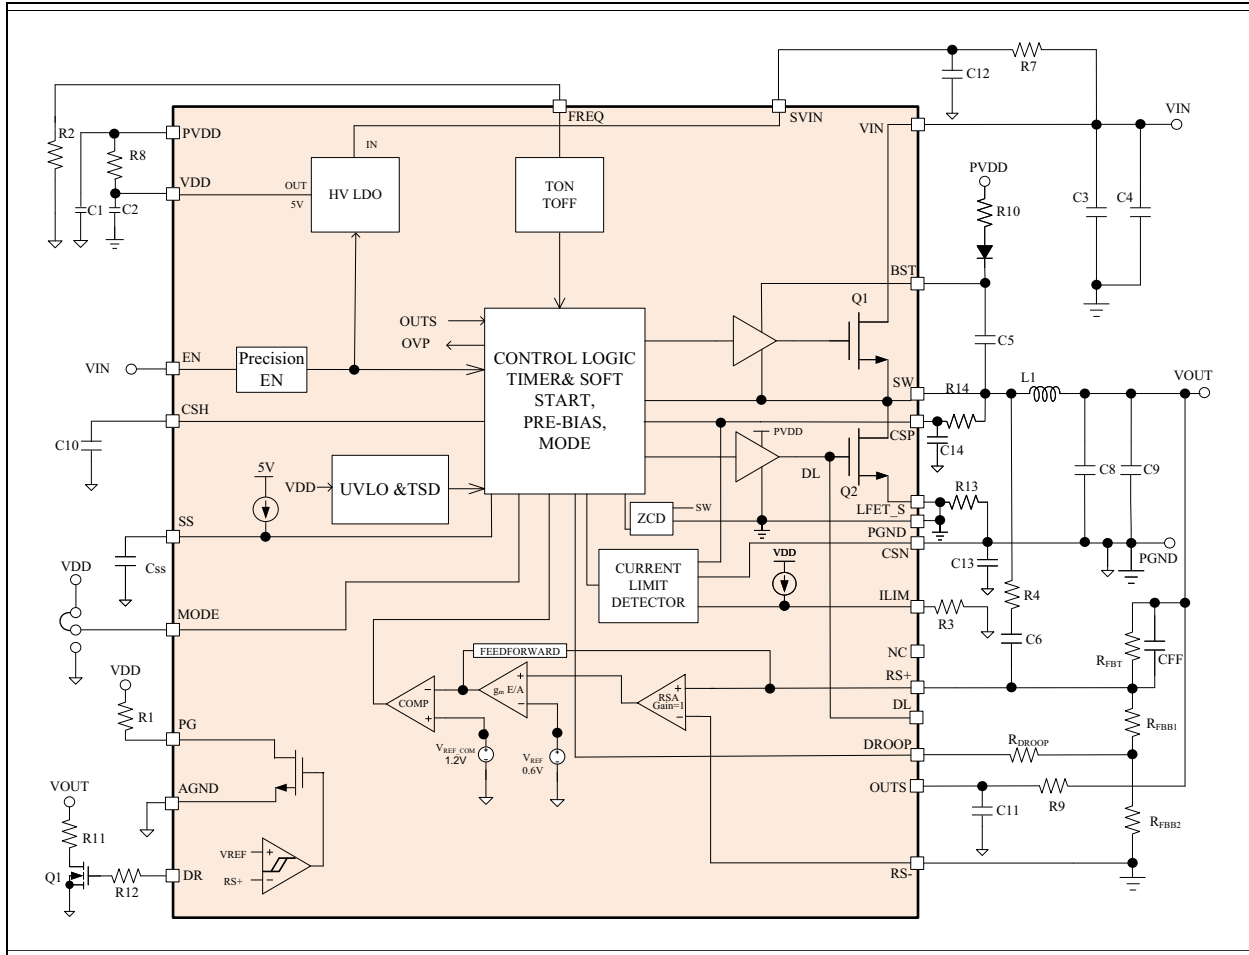 C12
R7
FREQ
SVIN
VIN
VIN
R2
PVDD
R8
IN
VDD
OUT
5V
HV LDO
TON
TOFF
PVDD
R10
C3
C4
C1
C2
BST
Q1
OUTS
OVP
CONTROL LOGIC
TIMER& SOFT
START,
PRE-BIAS,
MODE
C5
VIN
EN
Precision
EN
SW
R14
L1
VOUT
CSH
CSP
C10
PVDD
C14
DL
Q2
C8
C9
5V
VDD
UVLO &TSD
R13
LFET_S
ZCD
SW
SS
PGND
CSN
PGND
Css
VDD
CURRENT
LIMIT
DETECTOR
VDD
C13
ILIM
R4
MODE
R3
C6
FEEDFORWARD
NC
RFBT
CFF
VDD
RS+
COMP
−
+
gm E/A
+
−
RSA
Gain=1
+
−
DL
R1
PG
RFBB1
VREF_COM
1.2V
VREF
0.6V
DROOP
RDROOP
VOUT
AGND
OUTS
C11
R9
RFBB2
R11
VREF
+
RS+
−
Q1
R12
DR
RS-